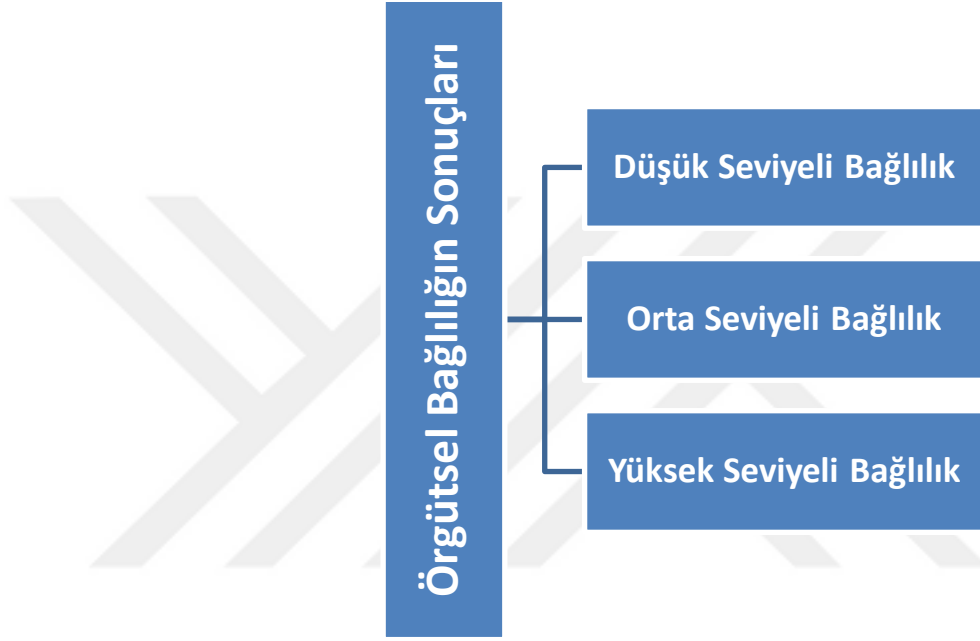 Örgütsel Bağlılığın Sonuçları
Düşük Seviyeli Bağlılık
Orta Seviyeli Bağlılık
Yüksek Seviyeli Bağlılık